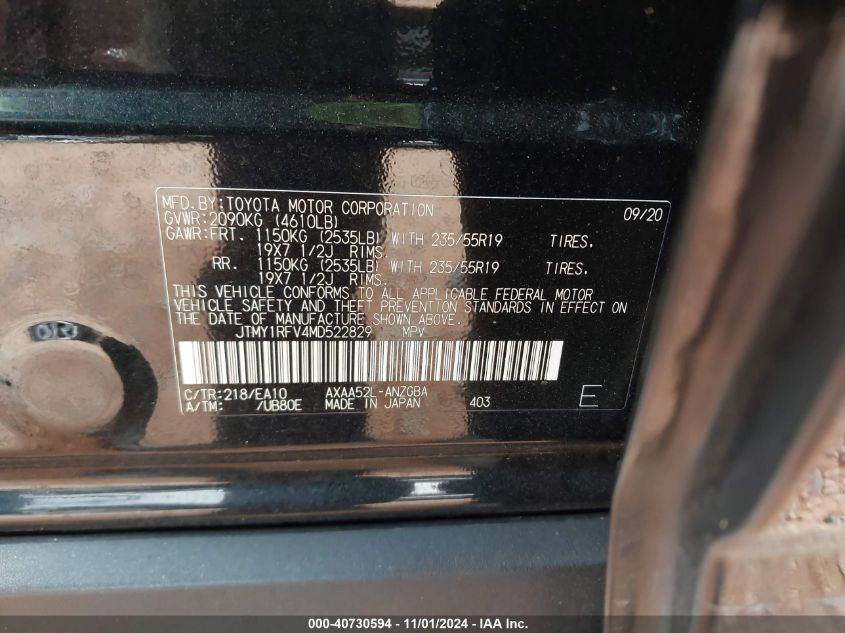 MFD.BY:TOYOTA MOTOR CORPORATION 09/20
GVWR:2090KG (4610LB)
GAWR:FRT. 1150KG (2535LB) WITH 235/55R19 TIRES.
19X7 1/2J RIMS.
RR. 1150KG (2535LB) WITH 235/55R19 TIRES.
19X7 1/2J RIMS.
THIS VEHICLE CONFORMS TO ALL APPLICABLE FEDERAL MOTOR
VEHICLE SAFETY AND THEFT PREVENTION STANDARDS IN EFFECT ON
THE DATE OF MANUFACTURE SHOWN ABOVE.
JTMY1RFV4MD522829 MPV
C/TR:218/EA10 AXAA52L-ANZGBA
A/TM: /UB80E MADE IN JAPAN 403 E
000-40730594 - 11/01/2024 - IAA Inc.